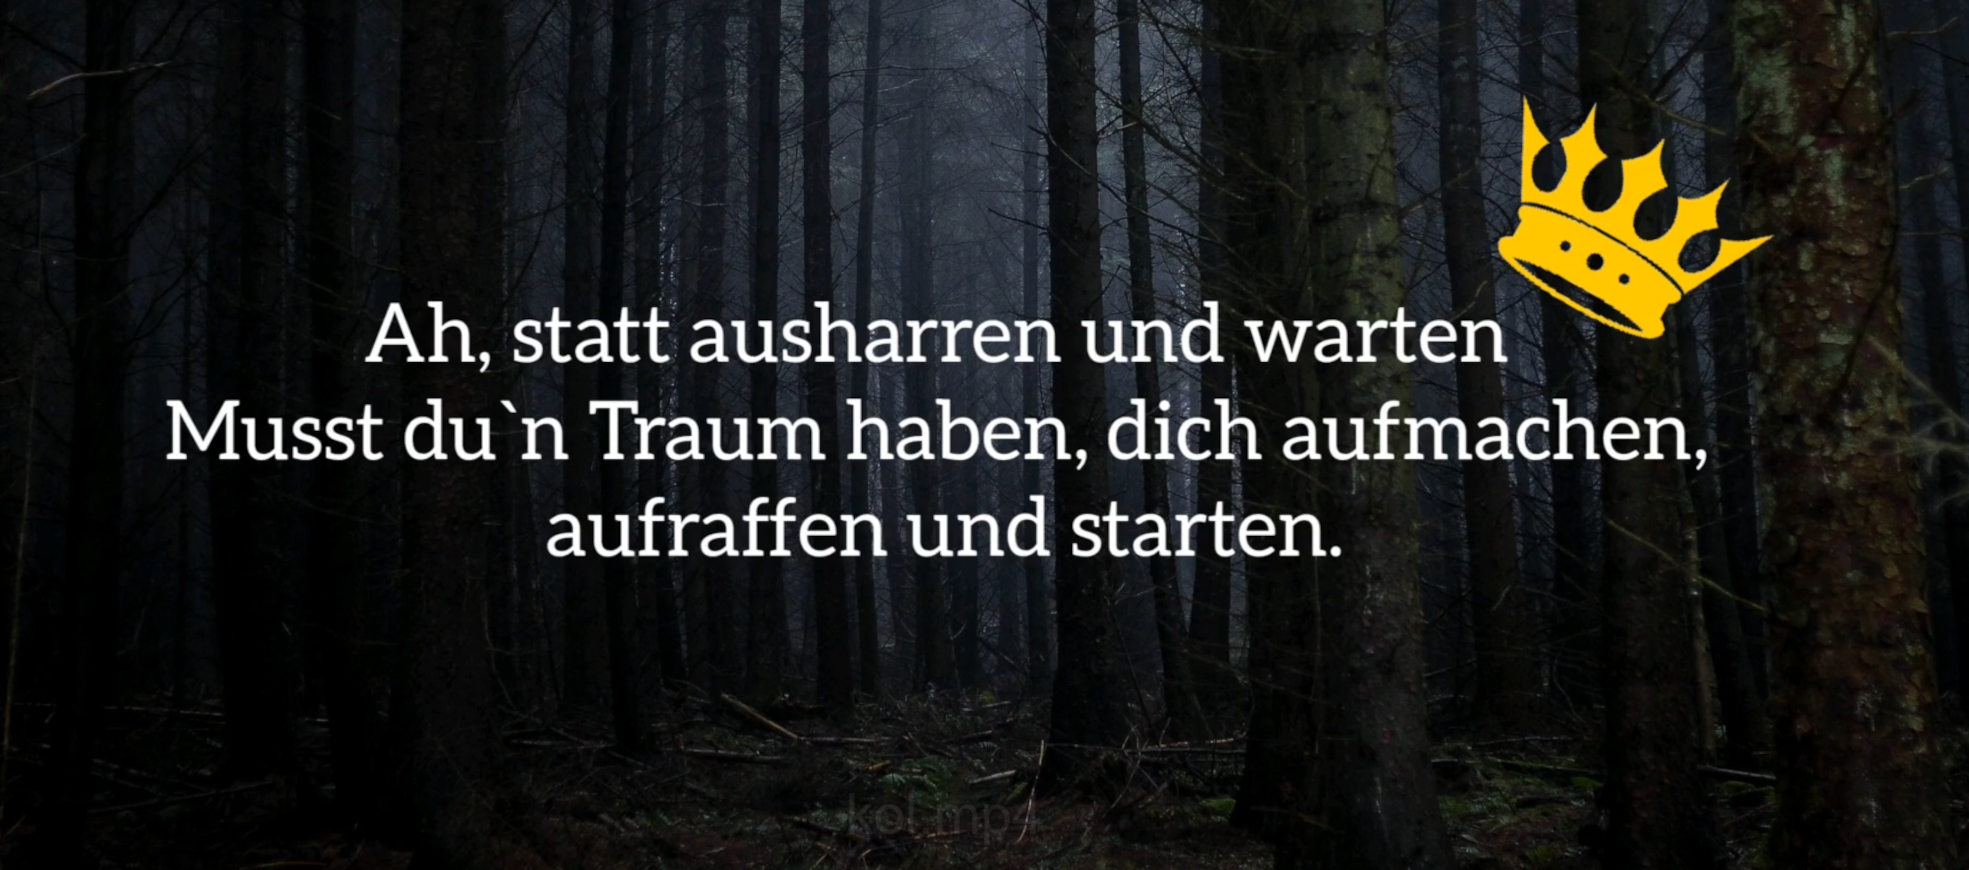 Ah, statt ausharren und warten
Musst du`n Traum haben, dich aufmachen,
aufraffen und starten.
kol.mp4